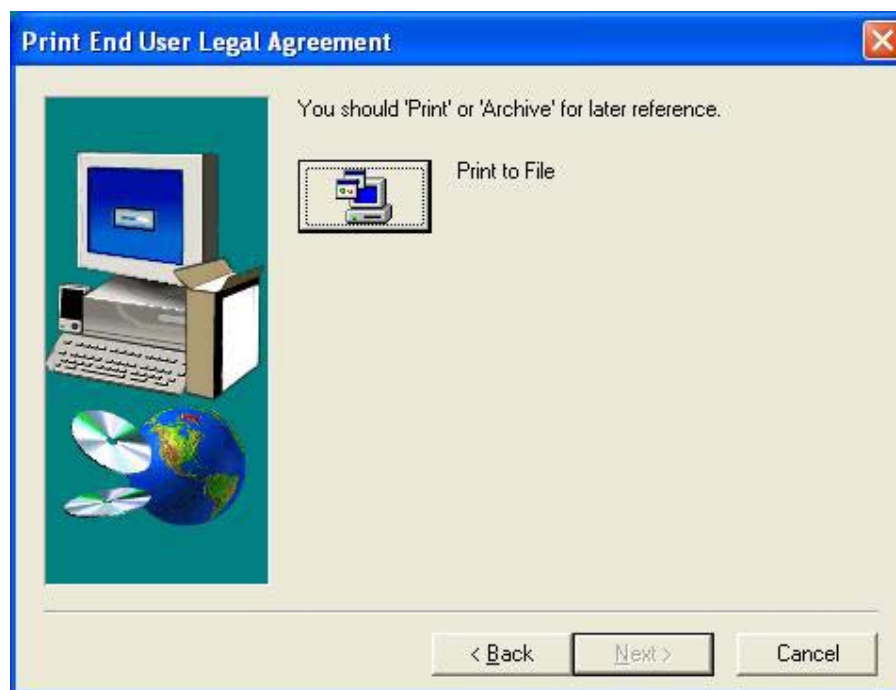 Print End User Legal Agreement
You should 'Print' or 'Archive' for later reference.
Print to File
< Back
Next >
Cancel